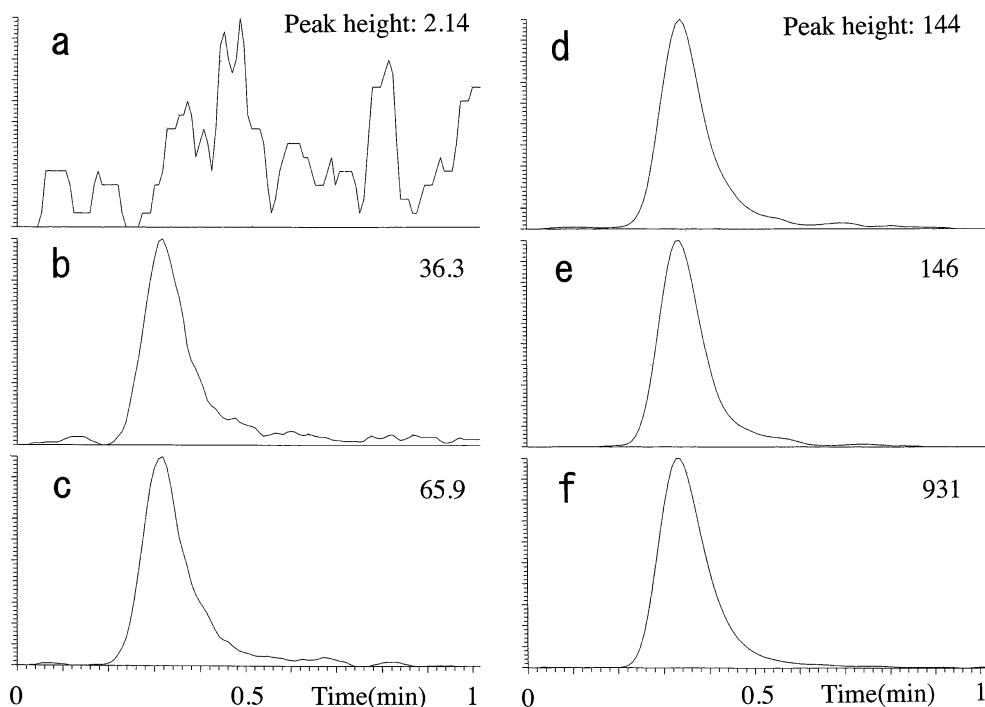 a Peak height: 2.14
d Peak height: 144
b 36.3
e 146
c 65.9
f 931
0 0.5 Time(min) 1
0 0.5 Time(min) 1